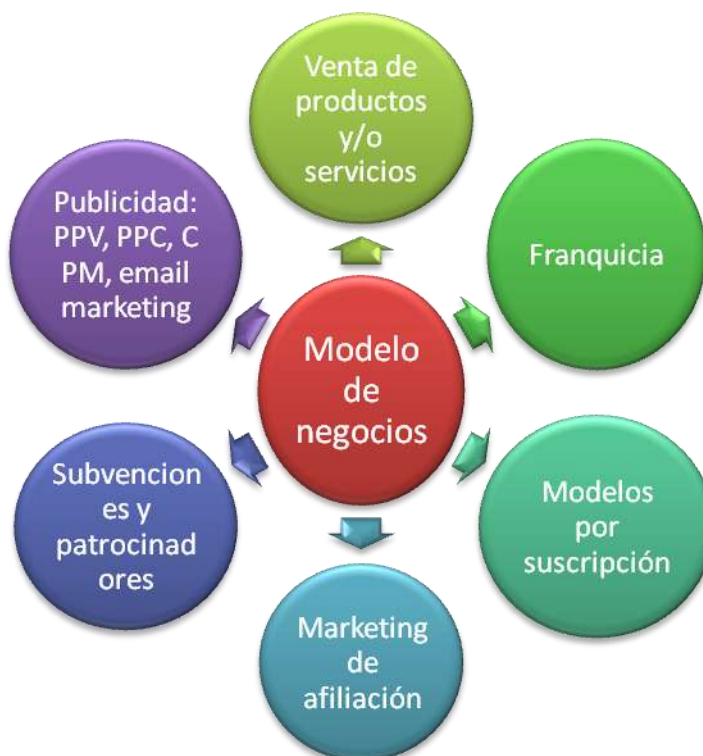 Venta de
productos
y/o
servicios
Publicidad:
PPV, PPC, C
PM, email
marketing
Franquicia
Modelo
de
negocios
Subvencion
es y
patrocinad
ores
Modelos
por
suscripción
Marketing
de
afiliación